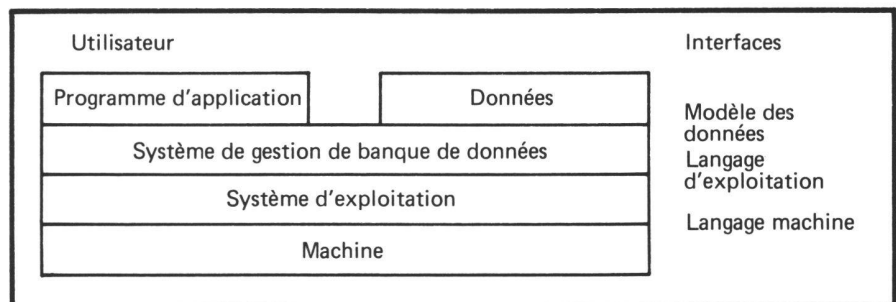 Utilisateur
Interfaces
Programme d'application
Données
Modèle des
données
Système de gestion de banque de données
Langage
d'exploitation
Système d'exploitation
Langage machine
Machine